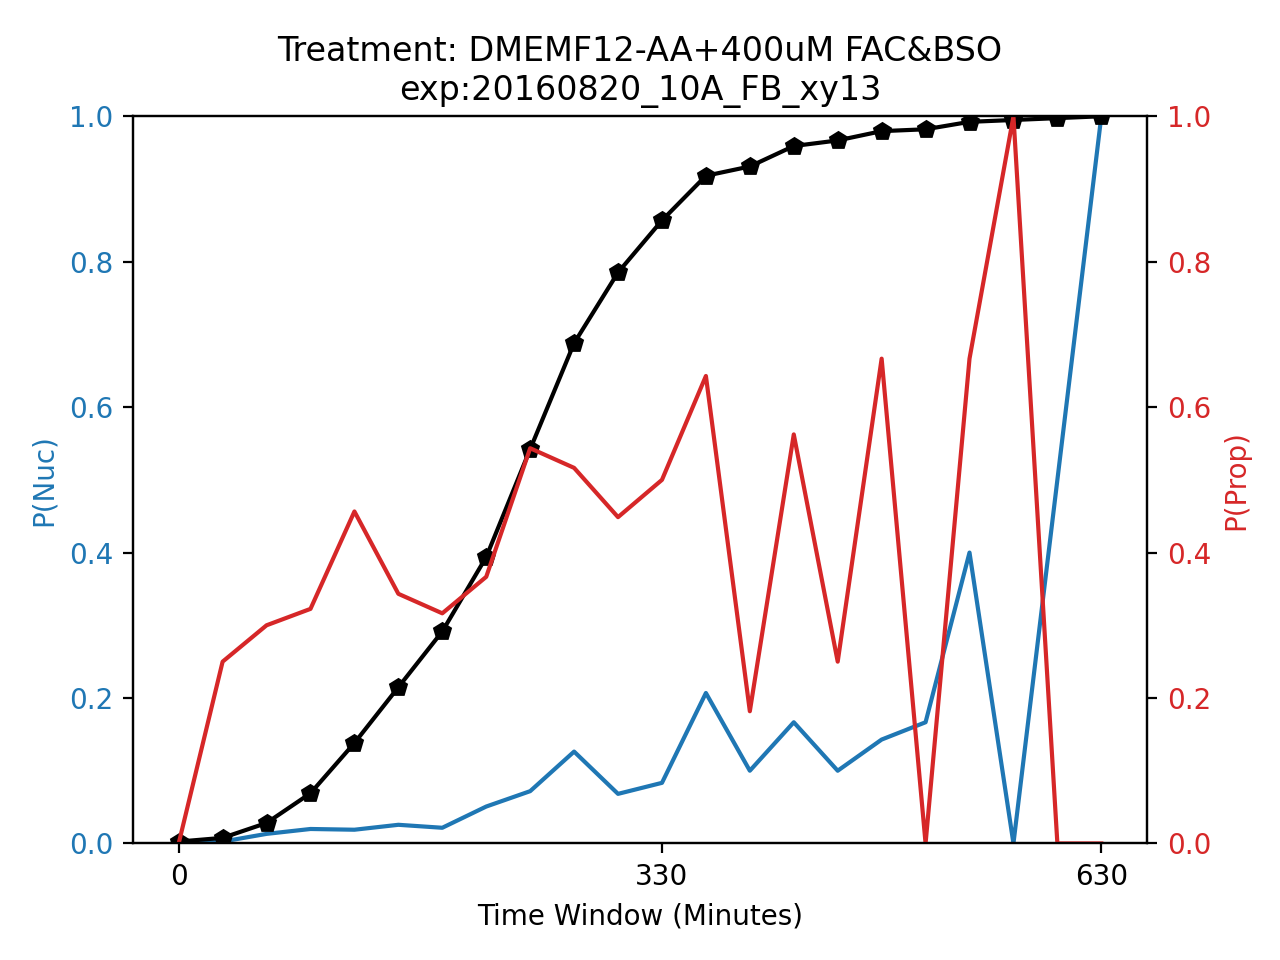 Treatment: DMEMF12-AA+400uM FAC&BSO
exp:20160820_10A_FB_xy13
1.0
0.8
0.6
0.4
0.2
0.0
P(Nuc)
1.0
0.8
0.6
0.4
0.2
0.0
P(Prop)
0 330 630
Time Window (Minutes)